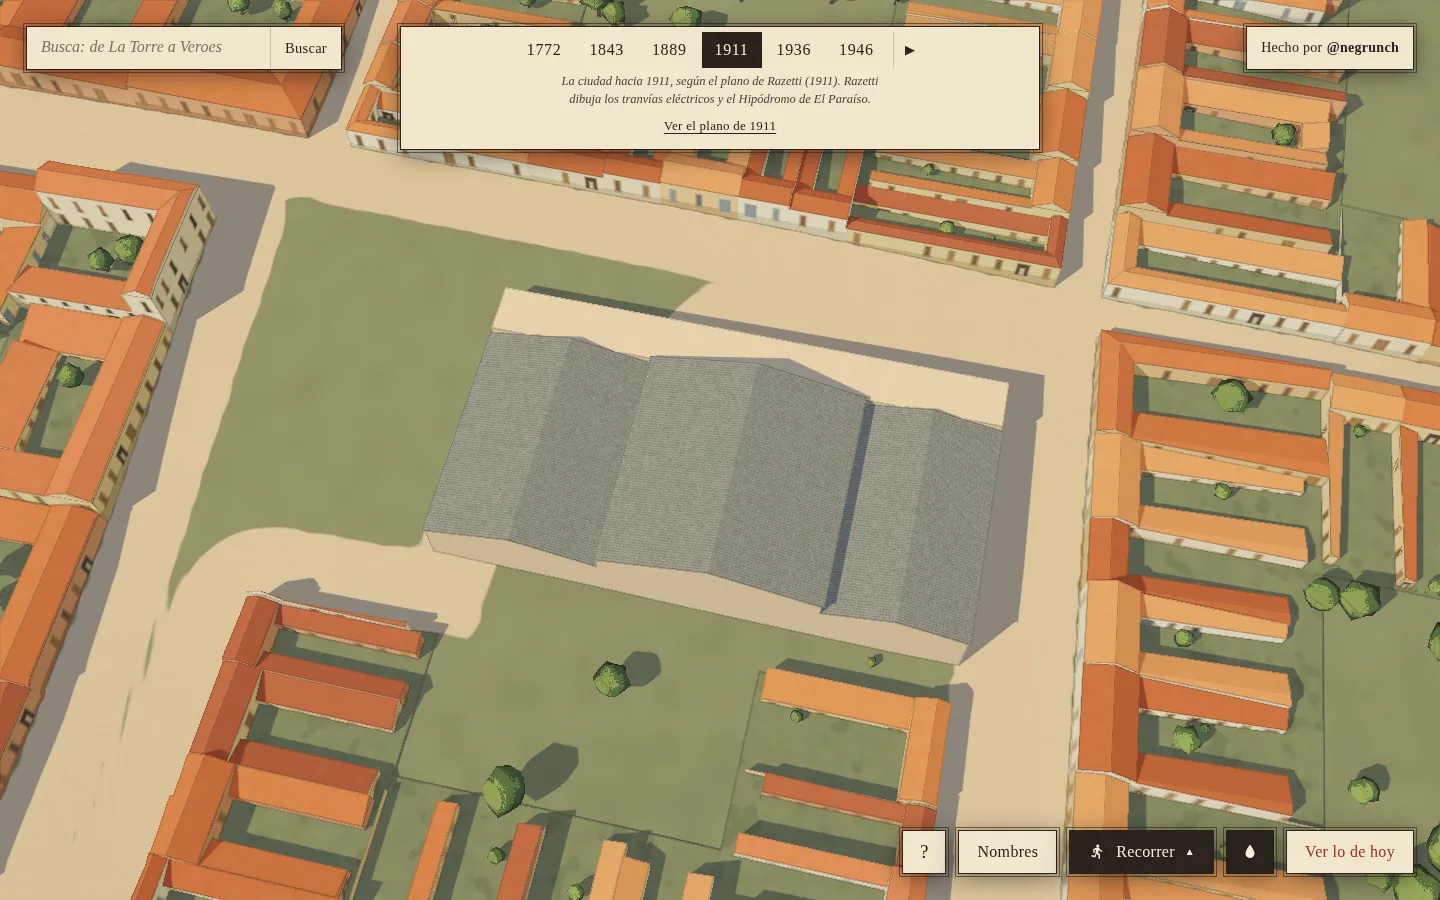 Busca: de La Torre a Veroes
Buscar
1772 1843 1889 1911 1936 1946 ▶
La ciudad hacia 1911, según el plano de Razetti (1911). Razetti
dibuja los tranvías eléctricos y el Hipódromo de El Paraíso.
Ver el plano de 1911
Hecho por @negrunch
?
Nombres
Recorrer ▲
Ver lo de hoy